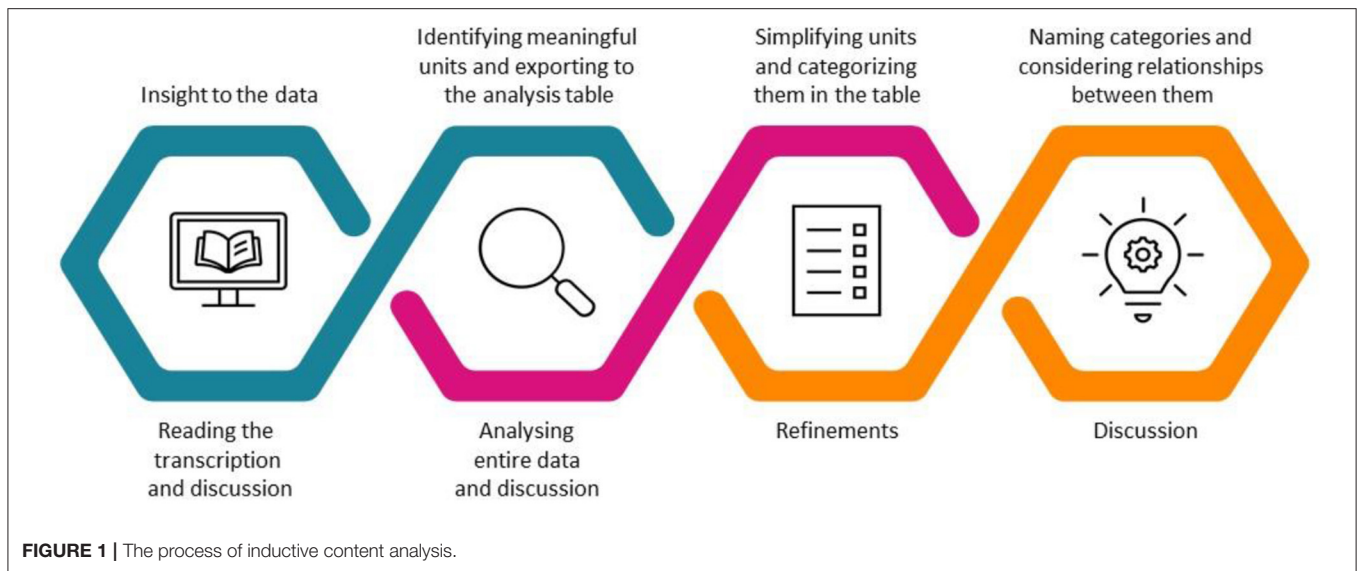 Insight to the data
Identifying meaningful
units and exporting to
the analysis table
Simplifying units
and categorizing
them in the table
Naming categories and
considering relationships
between them
Reading the
transcription
and discussion
Analysing
entire data
and discussion
Refinements
Discussion
FIGURE 1 | The process of inductive content analysis.